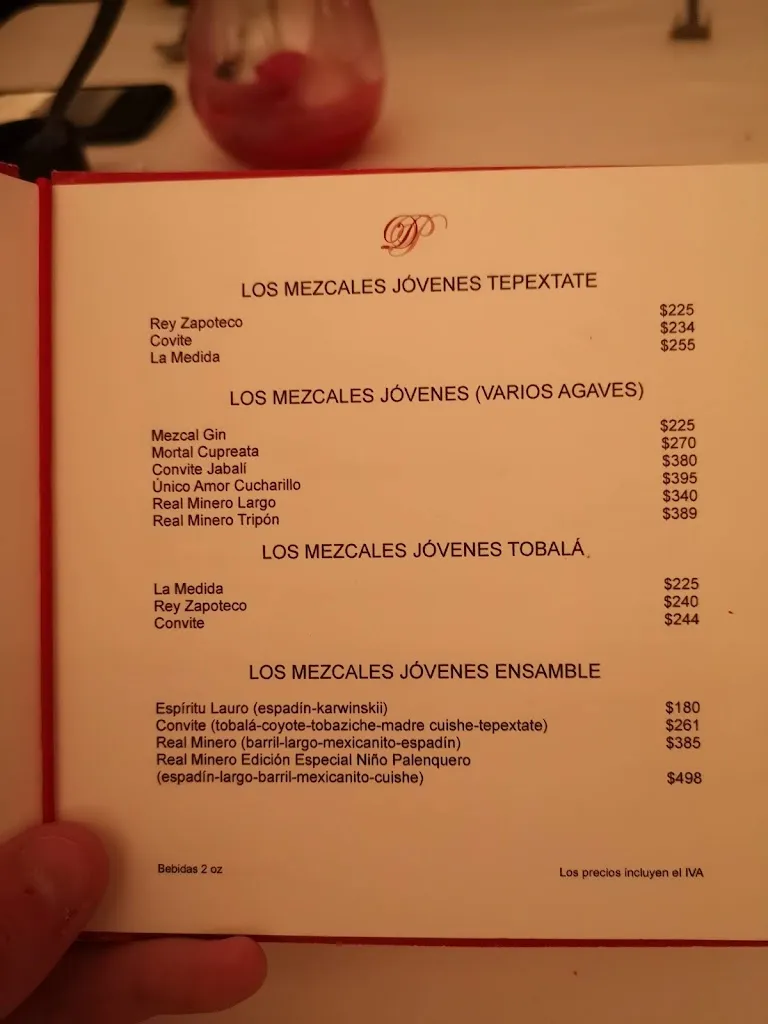 DP
LOS MEZCALES JÓVENES TEPEXTATE
Rey Zapoteco $225
Covite $234
La Medida $255
LOS MEZCALES JÓVENES (VARIOS AGAVES)
Mezcal Gin $225
Mortal Cupreata $270
Convite Jabalí $380
Único Amor Cucharillo $395
Real Minero Largo $340
Real Minero Tripón $389
LOS MEZCALES JÓVENES TOBALÁ
La Medida $225
Rey Zapoteco $240
Convite $244
LOS MEZCALES JÓVENES ENSAMBLE
Espíritu Lauro (espadín-karwinskii) $180
Convite (tobalá-coyote-tobaziche-madre cuishe-tepextate) $261
Real Minero (barril-largo-mexicanito-espadín) $385
Real Minero Edición Especial Niño Palenquero
(espadín-largo-barril-mexicanito-cuishe) $498
Bebidas 2 oz Los precios incluyen el IVA